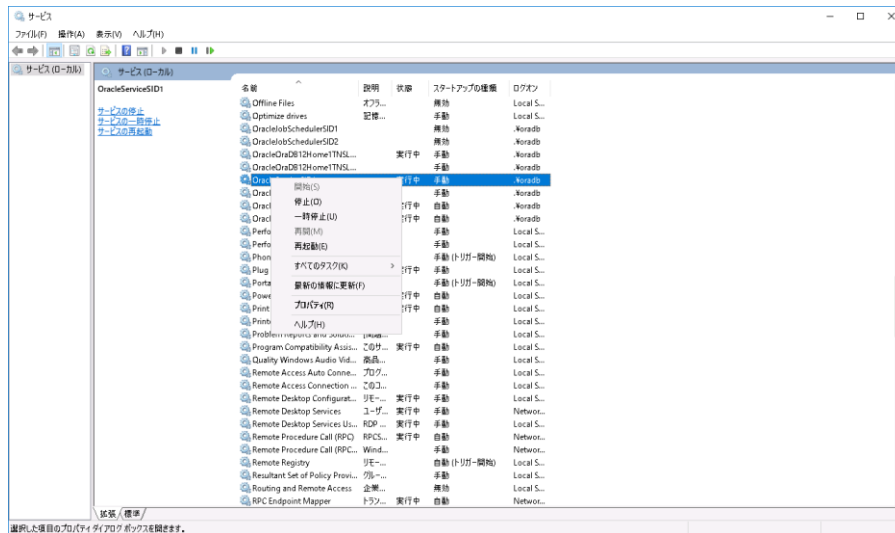 サービス
ファイル(F) 操作(A) 表示(V) ヘルプ(H)
サービス (ローカル)
サービス (ローカル)
OracleServiceSID1
サービスの停止
サービスの一時停止
サービスの再起動
名前 説明 状態 スタートアップの種類 ログオン
Offline Files オフラ... 無効 Local S...
Optimize drives 記憶... 手動 Local S...
OracleJobSchedulerSID1 無効 .¥oradb
OracleJobSchedulerSID2 無効 .¥oradb
OracleOraDB12Home1TNSL... 実行中 手動 .¥oradb
OracleOraDB12Home1TNSL... 手動 .¥oradb
Oracl 実行中 手動 .¥oradb
Oracl 手動 .¥oradb
Oracl 実行中 自動 .¥oradb
Oracl 実行中 自動 .¥oradb
Perfo 手動 Local S...
Perfo 手動 Local S...
Phon 手動 (トリガー開始) Local S...
Plug 実行中 手動 Local S...
Porta 手動 (トリガー開始) Local S...
Powe 実行中 自動 Local S...
Print 実行中 自動 Local S...
Printe 手動 Local S...
Problem Reports and Soluti... 手動 Local S...
Program Compatibility Assis... このサ... 実行中 自動 Local S...
Quality Windows Audio Vid... 高品... 手動 Local S...
Remote Access Auto Conne... プログ... 手動 Local S...
Remote Access Connection ... このコ... 手動 Local S...
Remote Desktop Configurat... リモー... 実行中 手動 Local S...
Remote Desktop Services ユーザ... 実行中 手動 Networ...
Remote Desktop Services Us... RDP ... 実行中 手動 Local S...
Remote Procedure Call (RPC) RPCS... 実行中 自動 Networ...
Remote Procedure Call (RPC... Wind... 手動 Networ...
Remote Registry リモー... 自動 (トリガー開始) Local S...
Resultant Set of Policy Provi... グルー... 手動 Local S...
Routing and Remote Access 企業... 無効 Local S...
RPC Endpoint Mapper トラン... 実行中 自動 Networ...
開始(S)
停止(O)
一時停止(U)
再開(M)
再起動(E)
すべてのタスク(K)
最新の情報に更新(F)
プロパティ(R)
ヘルプ(H)
拡張 標準
選択した項目のプロパティ ダイアログ ボックスを開きます。